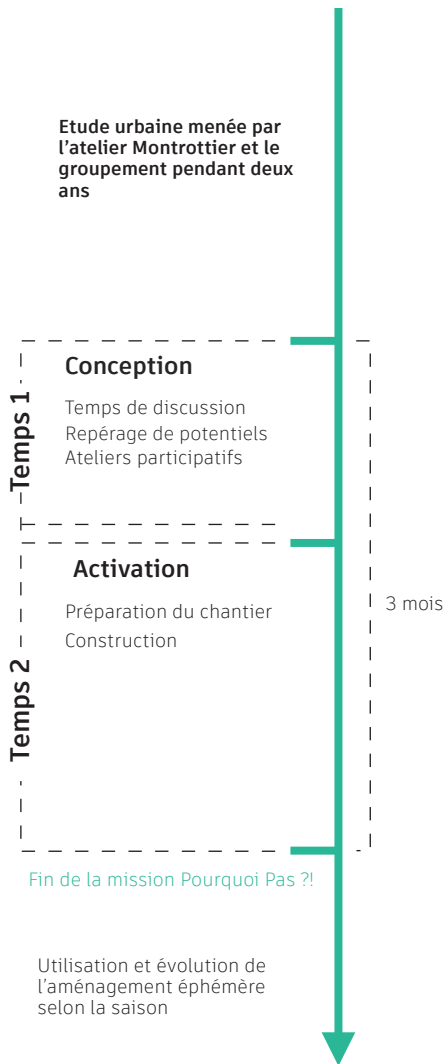 Etude urbaine menée par
l'atelier Montrottier et le
groupement pendant deux
ans
Temps 1
Conception
Temps de discussion
Repérage de potentiels
Ateliers participatifs
Temps 2
Activation
Préparation du chantier
Construction
3 mois
Fin de la mission Pourquoi Pas ?!
Utilisation et évolution de
l'aménagement éphémère
selon la saison